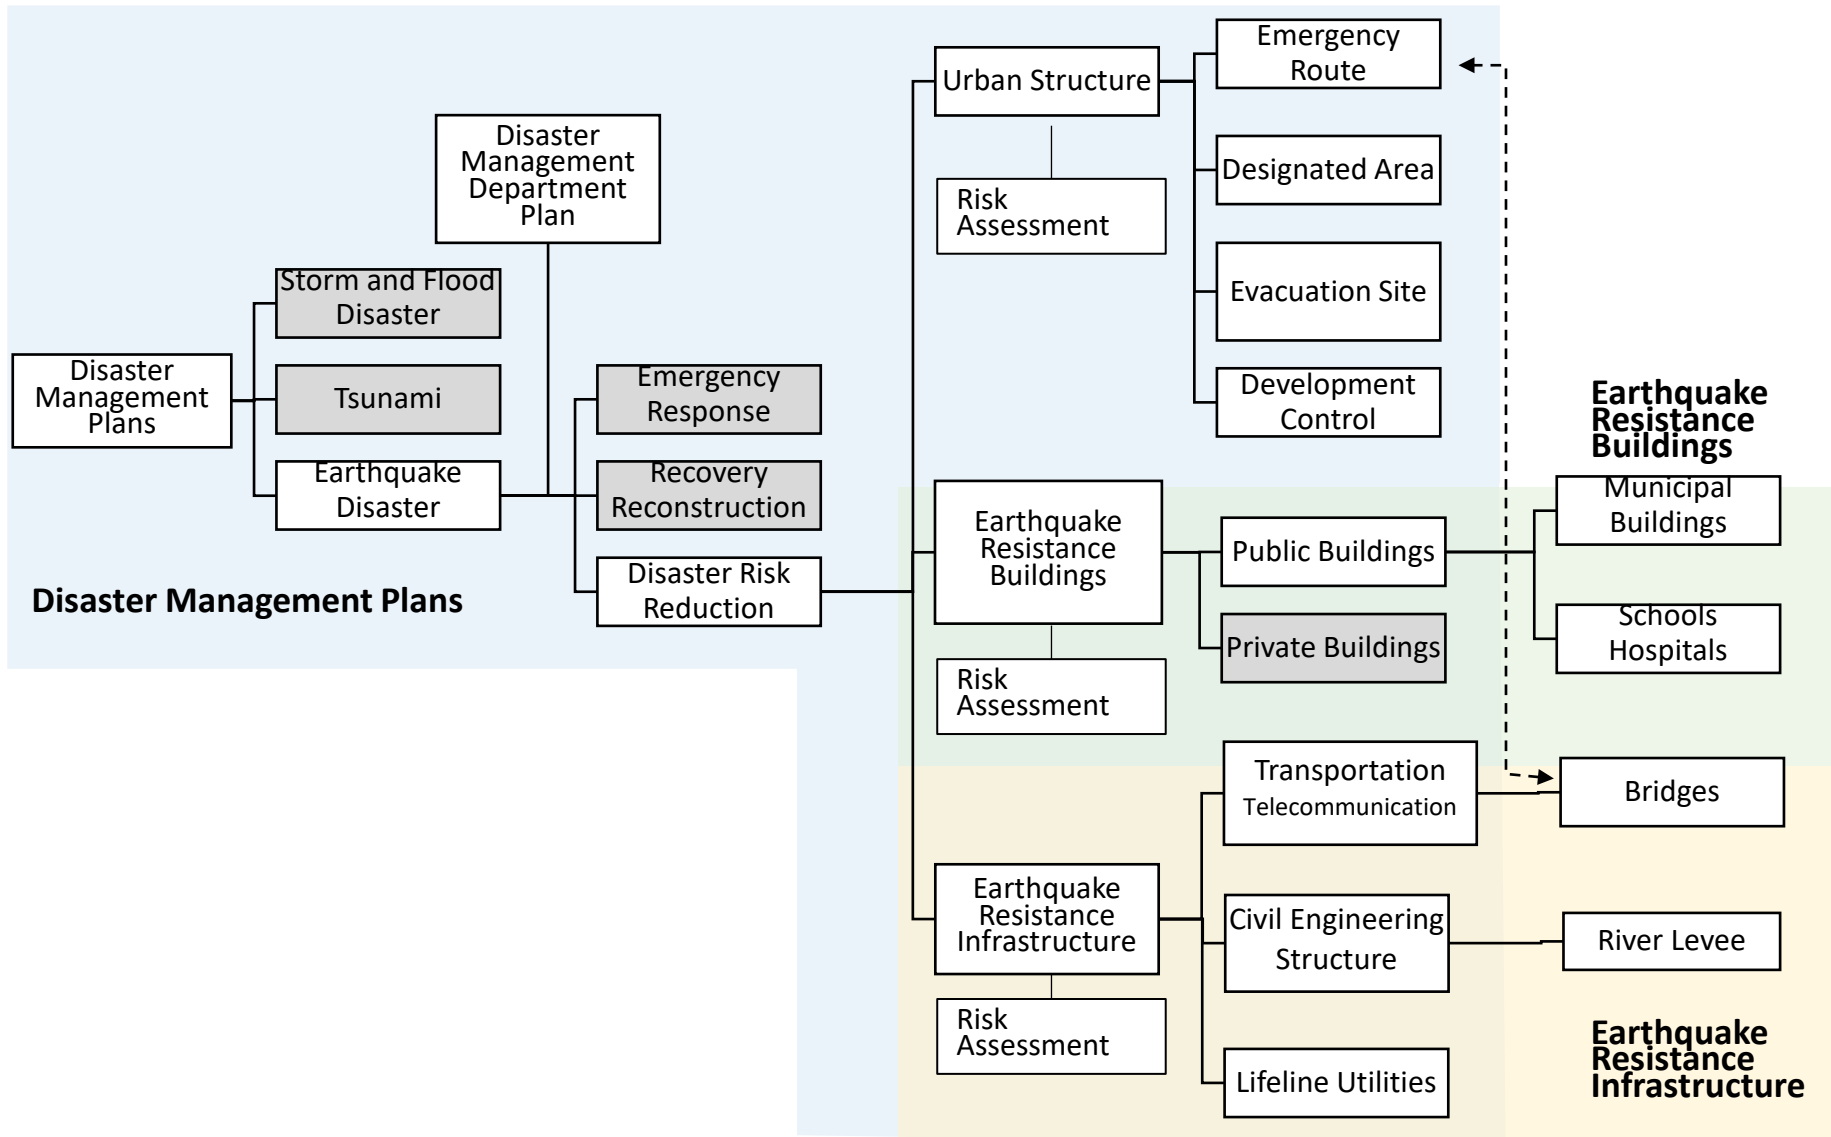 Disaster
Management
Plans
Storm and Flood
Disaster
Tsunami
Earthquake
Disaster
Disaster
Management
Department
Plan
Emergency
Response
Recovery
Reconstruction
Disaster Risk
Reduction
Disaster Management Plans
Urban Structure
Risk
Assessment
Emergency
Route
Designated Area
Evacuation Site
Development
Control
Earthquake
Resistance
Buildings
Risk
Assessment
Public Buildings
Private Buildings
Earthquake
Resistance
Buildings
Municipal
Buildings
Schools
Hospitals
Earthquake
Resistance
Infrastructure
Risk
Assessment
Transportation
Telecommunication
Civil Engineering
Structure
Lifeline Utilities
Bridges
River Levee
Earthquake
Resistance
Infrastructure